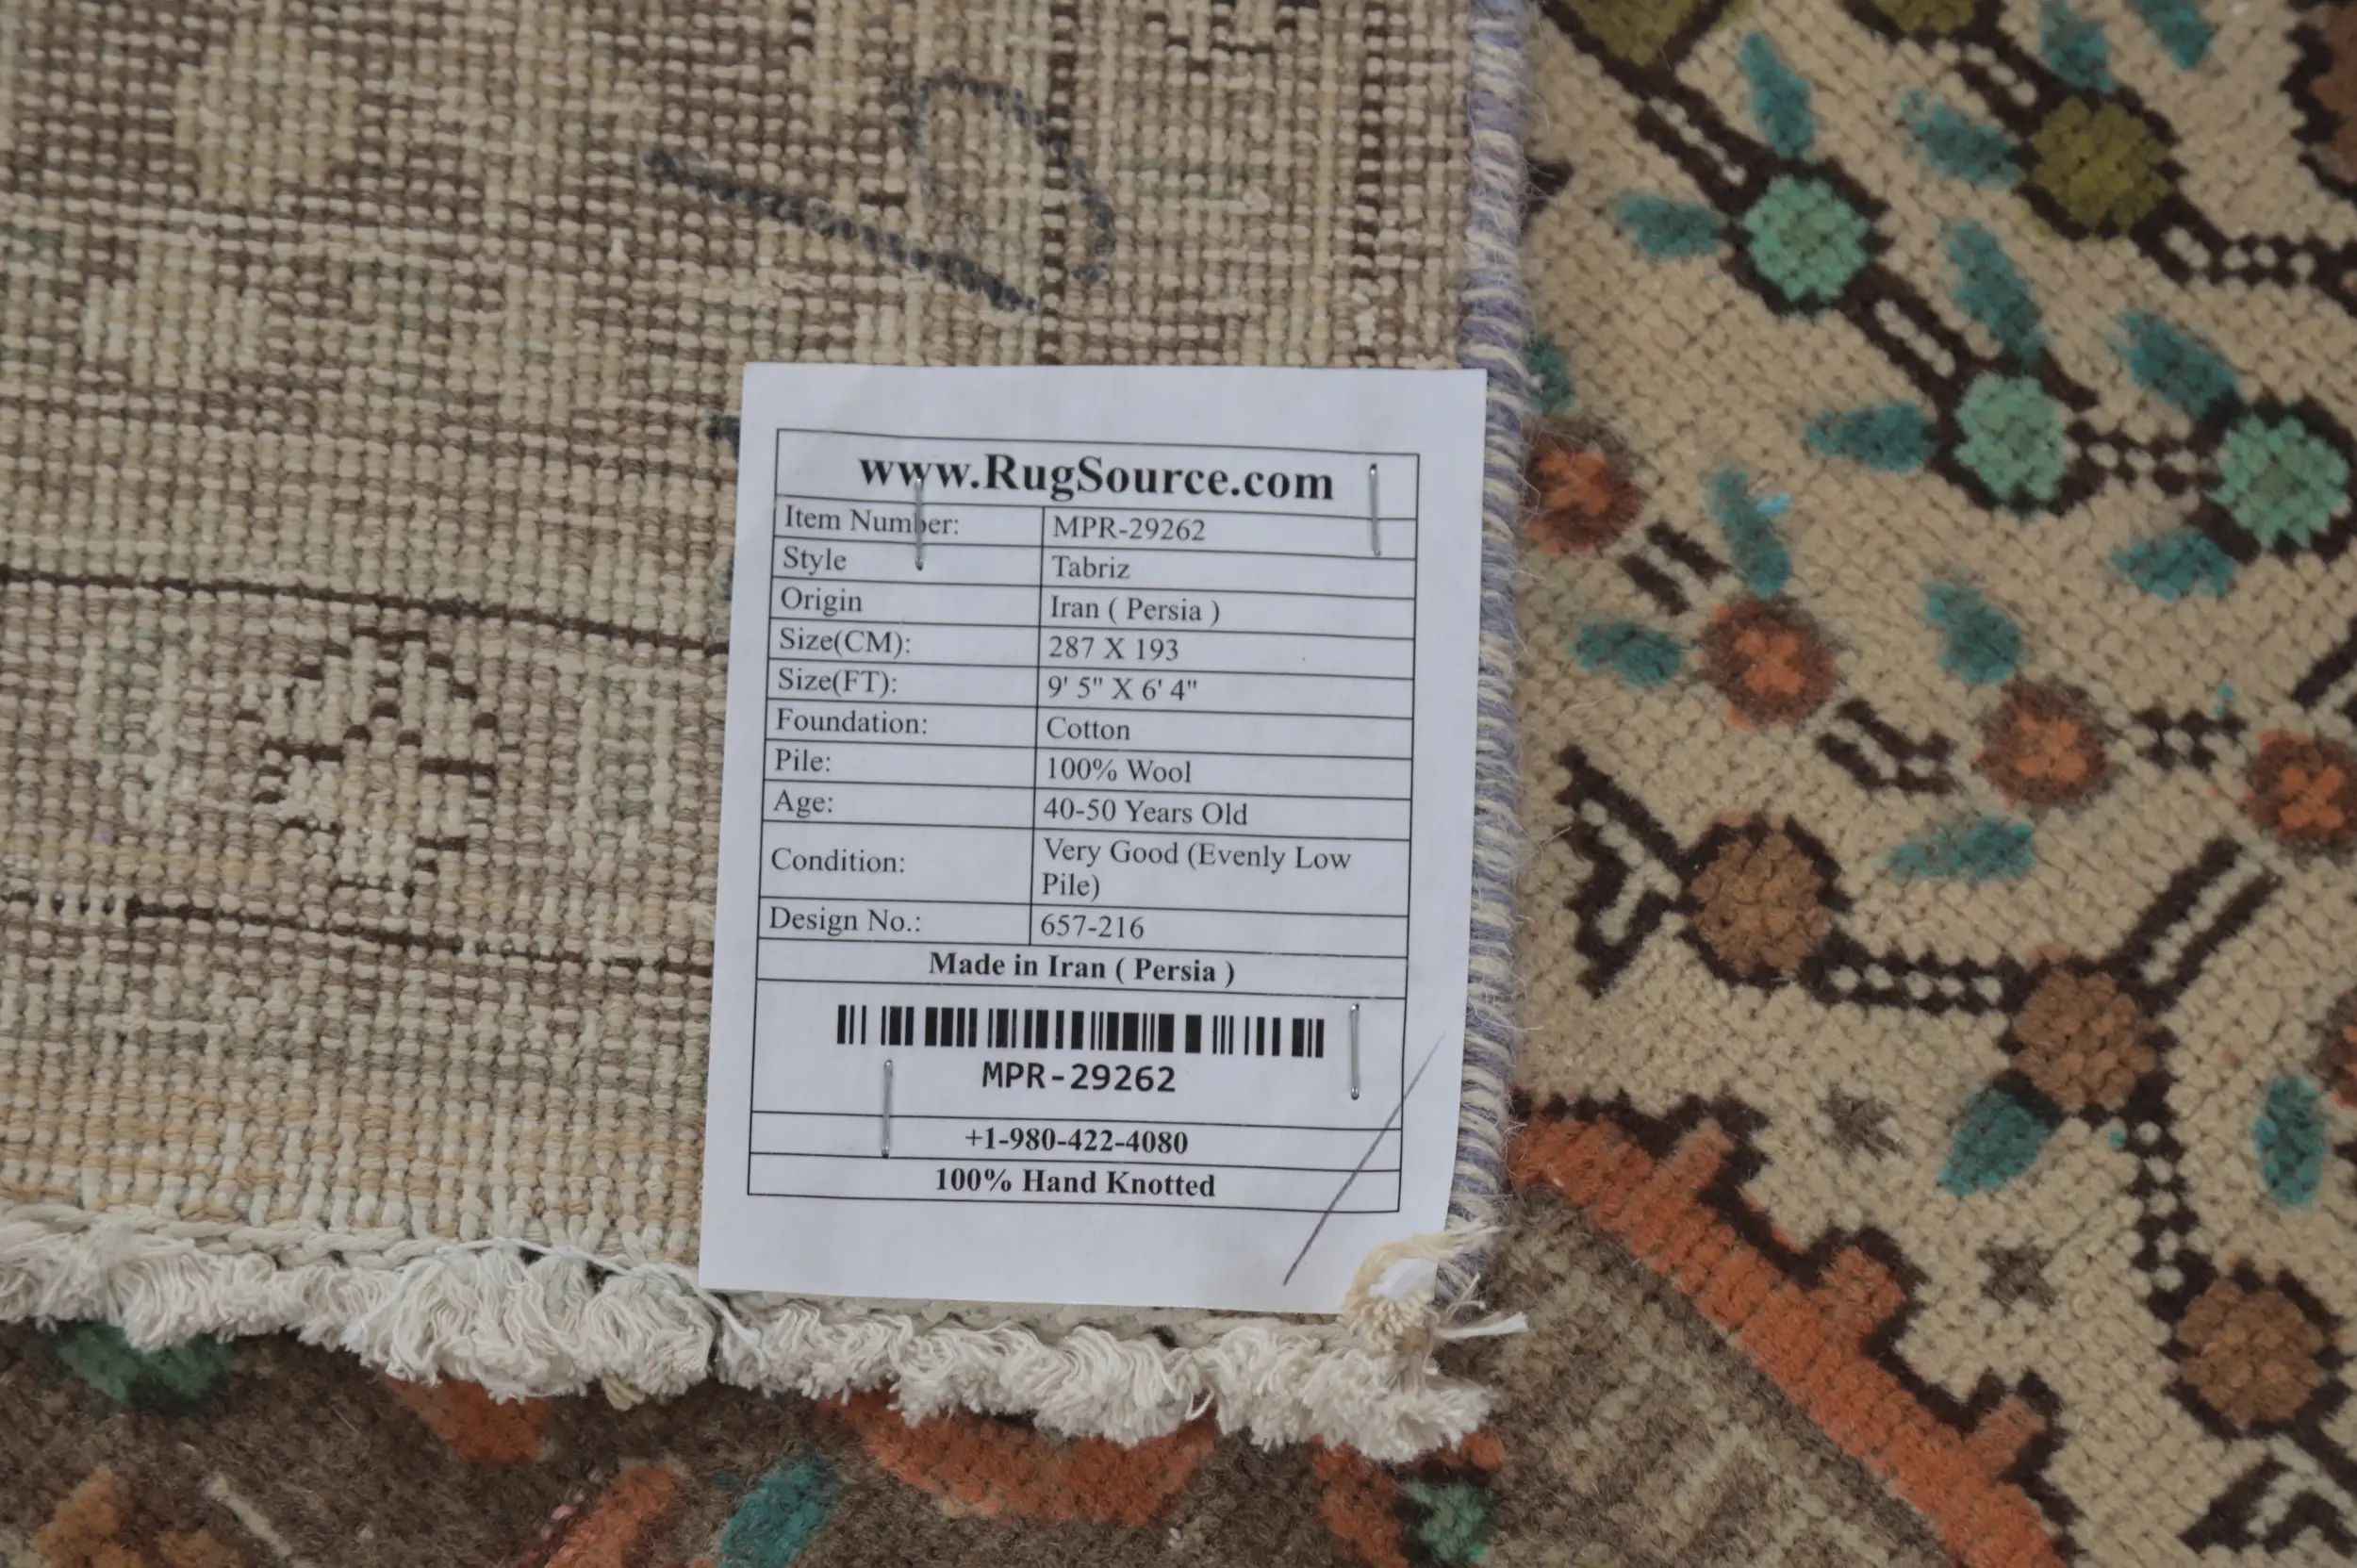 www.RugSource.com
Item Number: MPR-29262
Style Tabriz
Origin Iran ( Persia )
Size(CM): 287 X 193
Size(FT): 9' 5" X 6' 4"
Foundation: Cotton
Pile: 100% Wool
Age: 40-50 Years Old
Condition: Very Good (Evenly Low
Pile)
Design No.: 657-216
Made in Iran ( Persia )
MPR-29262
+1-980-422-4080
100% Hand Knotted